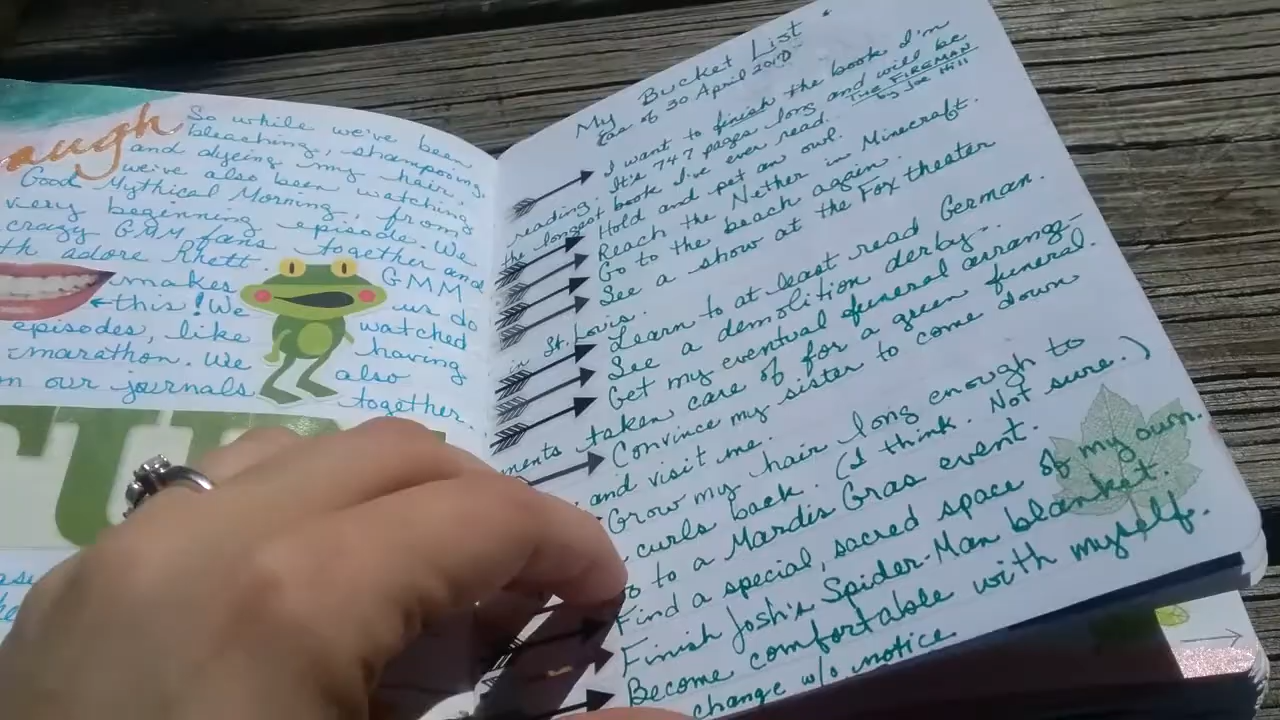 augh
So while we've been
bleaching, shampooing,
and dyeing my hair,
we've also been watching
Good Mythical Morning, from
very beginning episode. We
crazy GMM fans together and
th adore Rhett.
makes GMM
this! We us do
episodes, like watched
marathon. We having
our journals also
together.
My Bucket List
(as of 30 April 2017)
I want to finish the book I'm
reading. It's 747 pages long and will be
the longest book I've ever read.
THE FIREMAN
by Joe Hill
Hold and pet an owl.
Reach the Nether in Minecraft.
Go to the beach again.
See a show at the Fox theater
in St. Louis.
Learn to at least read German.
See a demolition derby.
Get my eventual funeral arrange-
ments taken care of for a green funeral.
Convince my sister to come down
and visit me.
Grow my hair long enough to
curls back. (I think. Not sure.)
to a Mardis Gras event.
Find a special, sacred space of my own.
Finish Josh's Spider-Man blanket.
Become comfortable with myself.
change w/o notice